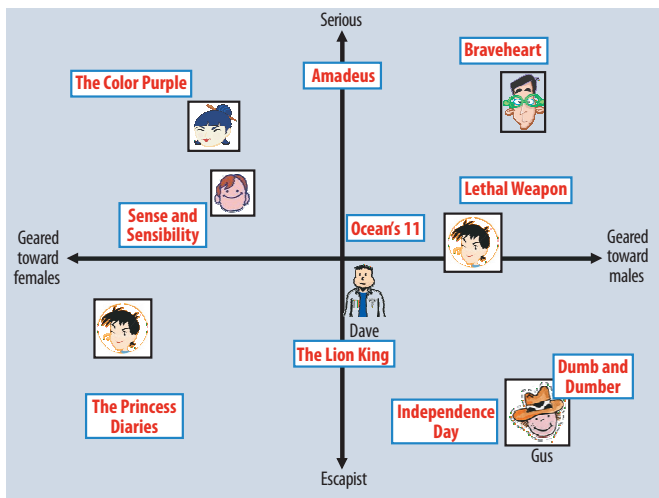 Serious
Braveheart
The Color Purple
Amadeus
Lethal Weapon
Sense and
Sensibility
Ocean's 11
Geared
toward
females
Geared
toward
males
Dave
The Lion King
Dumb and
Dumber
The Princess
Diaries
Independence
Day
Gus
Escapist